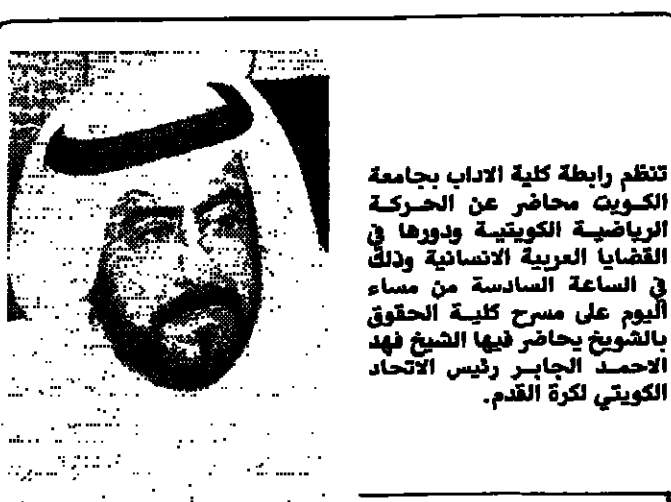 تنظم رابطة كلية الاداب بجامعة
الكويت محاضر عن الحركة
الرياضية الكويتية ودورها في
القضايا العربية الانسانية وذلك
في الساعة السادسة من مساء
اليوم على مسرح كلية الحقوق
بالشويخ يحاضر فيها الشيخ فهد
الاحمد الجابر رئيس الاتحاد
الكويتي لكرة القدم.